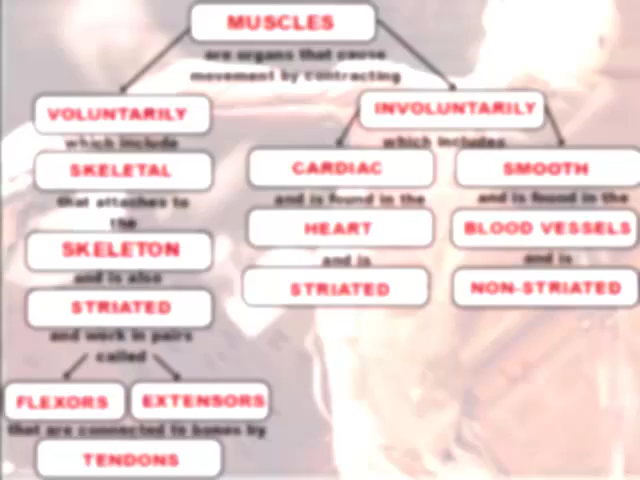 MUSCLES
are organs that cause
movement by contracting
VOLUNTARILY
which include
SKELETAL
that attaches to
the
SKELETON
and is also
STRIATED
and work in pairs
called
FLEXORS
EXTENSORS
that are connected to bones by
TENDONS
INVOLUNTARILY
which includes
CARDIAC
and is found in the
HEART
and is
STRIATED
SMOOTH
and is found in the
BLOOD VESSELS
and is
NON-STRIATED